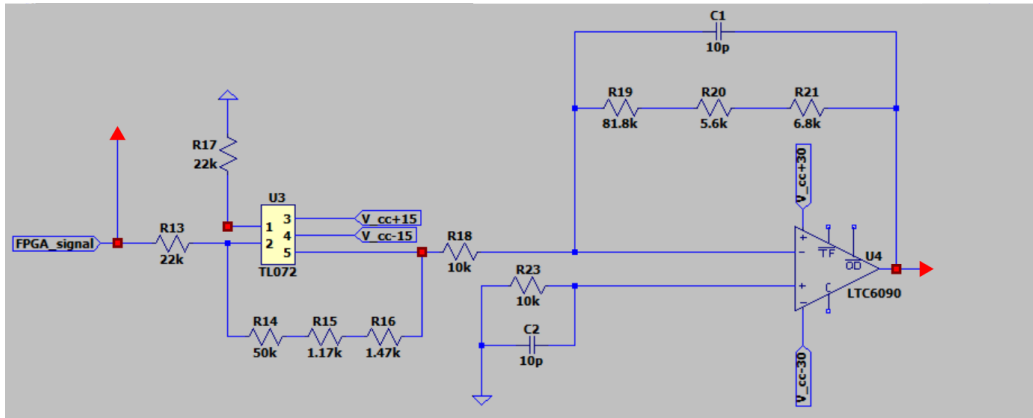 C1
10p
R19
R20
R21
81.8k
5.6k
6.8k
R17
22k
V_cc+30
U3
FPGA_signal
R13
22k
1
2
3
4
5
V_cc+15
V_cc-15
TL072
R18
10k
+
-
TF
OD
U4
R23
10k
+
-
C
LTC6090
R14
R15
R16
50k
1.17k
1.47k
C2
10p
V_cc-30